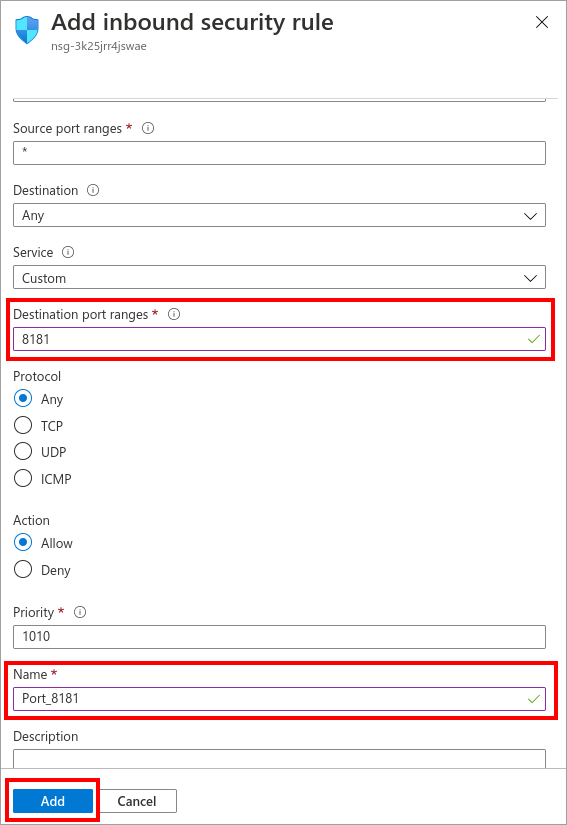 Add inbound security rule
nsg-3k25jrr4jswae
Source port ranges *
*
Destination
Any
Service
Custom
Destination port ranges *
8181
Protocol
Any
TCP
UDP
ICMP
Action
Allow
Deny
Priority *
1010
Name *
Port_8181
Description
Add Cancel